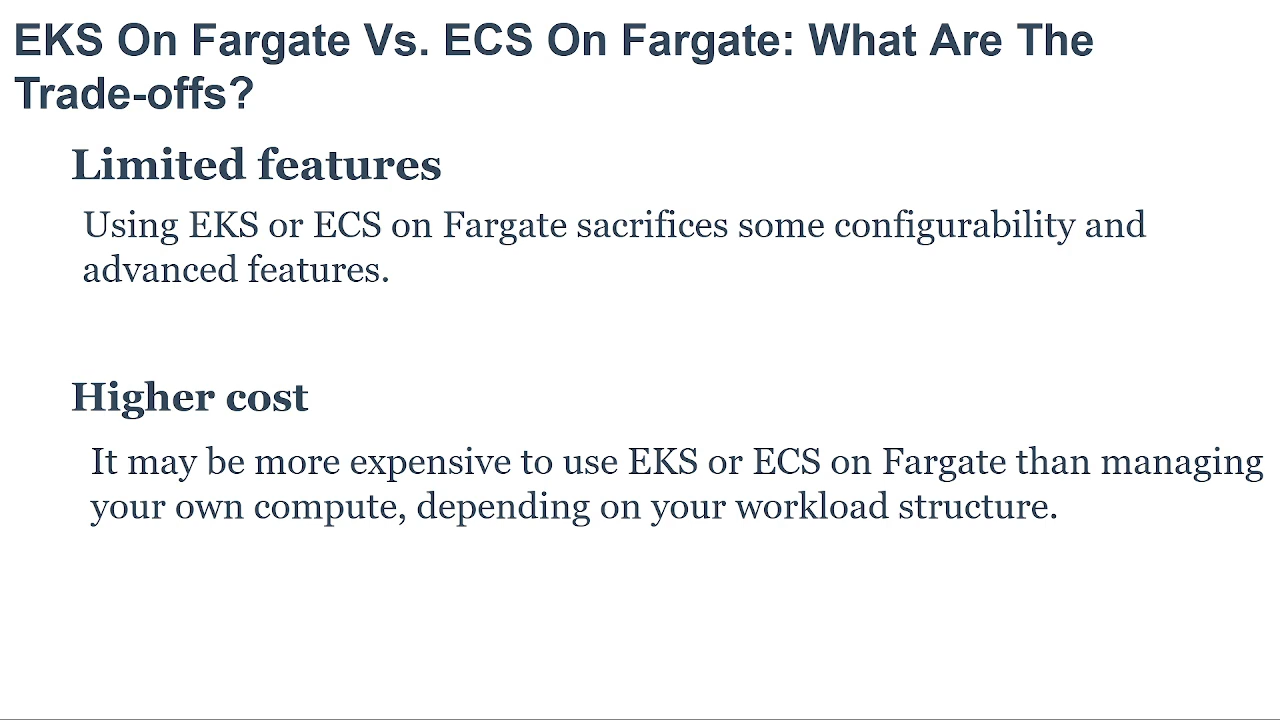 EKS On Fargate Vs. ECS On Fargate: What Are The
Trade-offs?
Limited features
Using EKS or ECS on Fargate sacrifices some configurability and
advanced features.
Higher cost
It may be more expensive to use EKS or ECS on Fargate than managing
your own compute, depending on your workload structure.